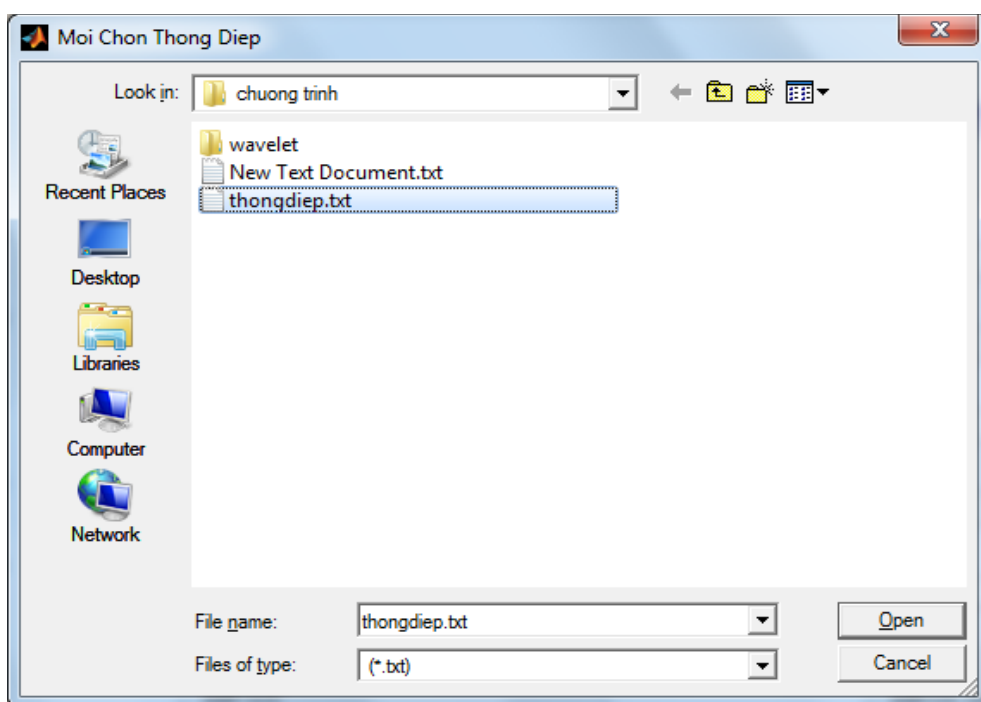 Moi Chon Thong Diep
Look in: chuong trinh
wavelet
New Text Document.txt
thongdiep.txt
Recent Places
Desktop
Libraries
Computer
Network
File name: thongdiep.txt Open
Files of type: (*.txt) Cancel